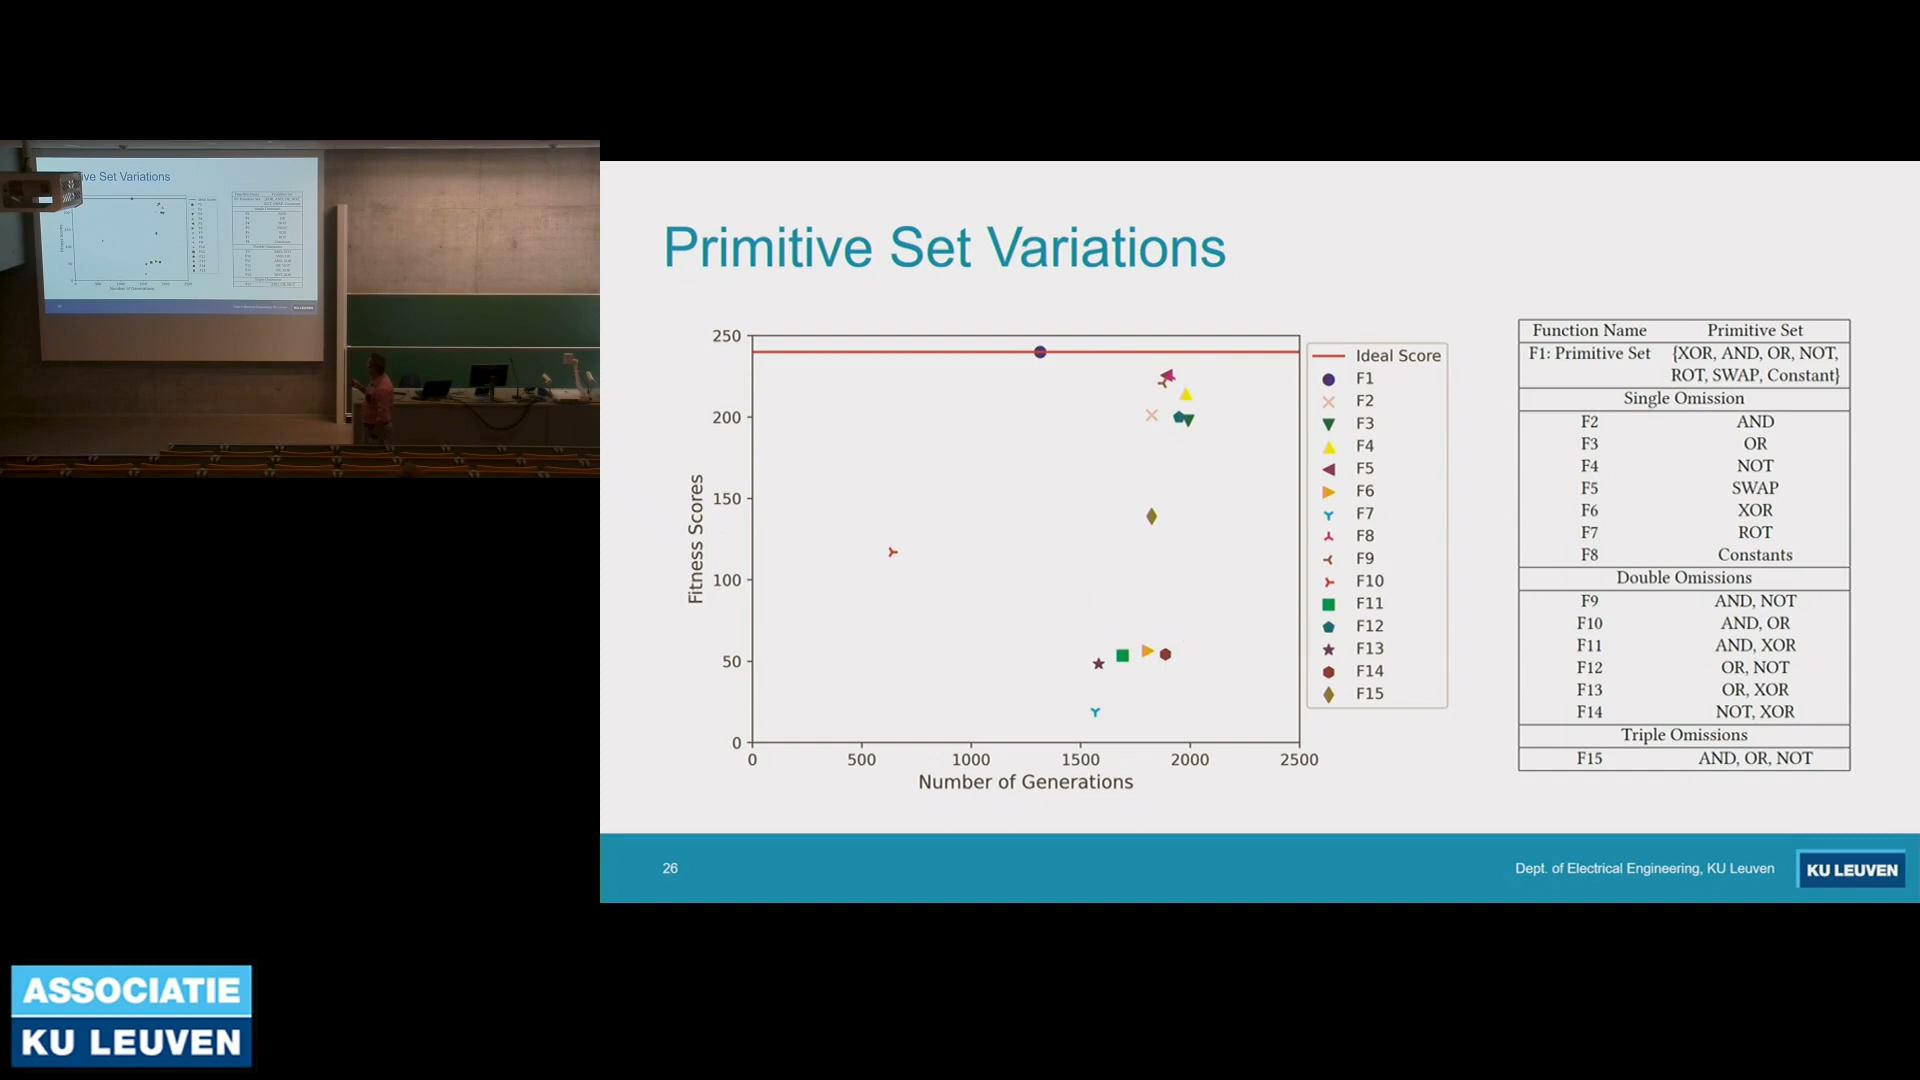 ive Set Variations
Primitive Set Variations
250
200
150
100
50
0
0 500 1000 1500 2000 2500
Fitness Scores
Number of Generations
Ideal Score
F1
F2
F3
F4
F5
F6
F7
F8
F9
F10
F11
F12
F13
F14
F15
Function Name Primitive Set
F1: Primitive Set {XOR, AND, OR, NOT,
ROT, SWAP, Constant}
Single Omission
F2 AND
F3 OR
F4 NOT
F5 SWAP
F6 XOR
F7 ROT
F8 Constants
Double Omissions
F9 AND, NOT
F10 AND, OR
F11 AND, XOR
F12 OR, NOT
F13 OR, XOR
F14 NOT, XOR
Triple Omissions
F15 AND, OR, NOT
26
Dept. of Electrical Engineering, KU Leuven
KU LEUVEN
ASSOCIATIE
KU LEUVEN